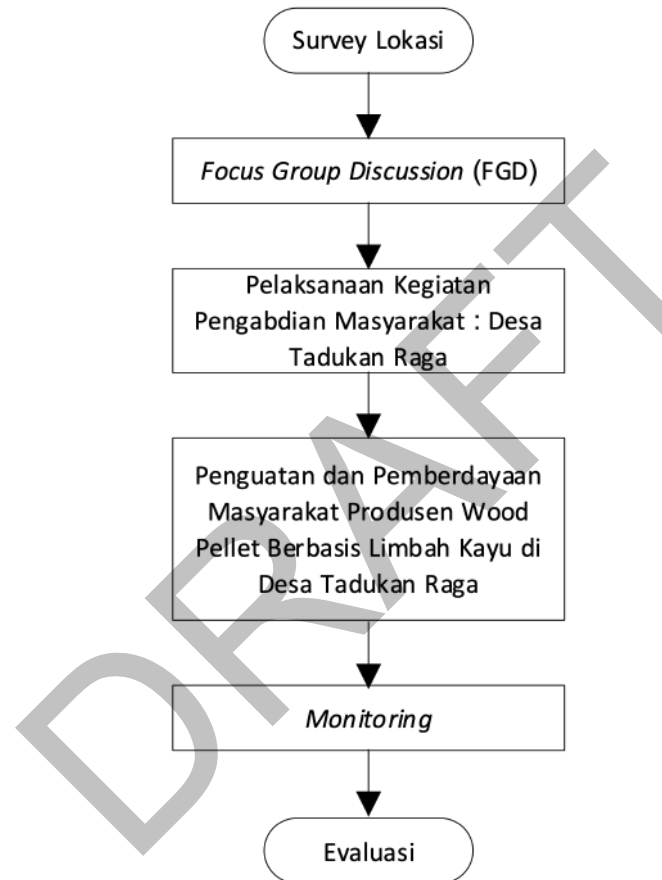 Survey Lokasi
Focus Group Discussion (FGD)
Pelaksanaan Kegiatan
Pengabdian Masyarakat : Desa
Tadukan Raga
Penguatan dan Pemberdayaan
Masyarakat Produsen Wood
Pellet Berbasis Limbah Kayu di
Desa Tadukan Raga
Monitoring
Evaluasi
DRAFT